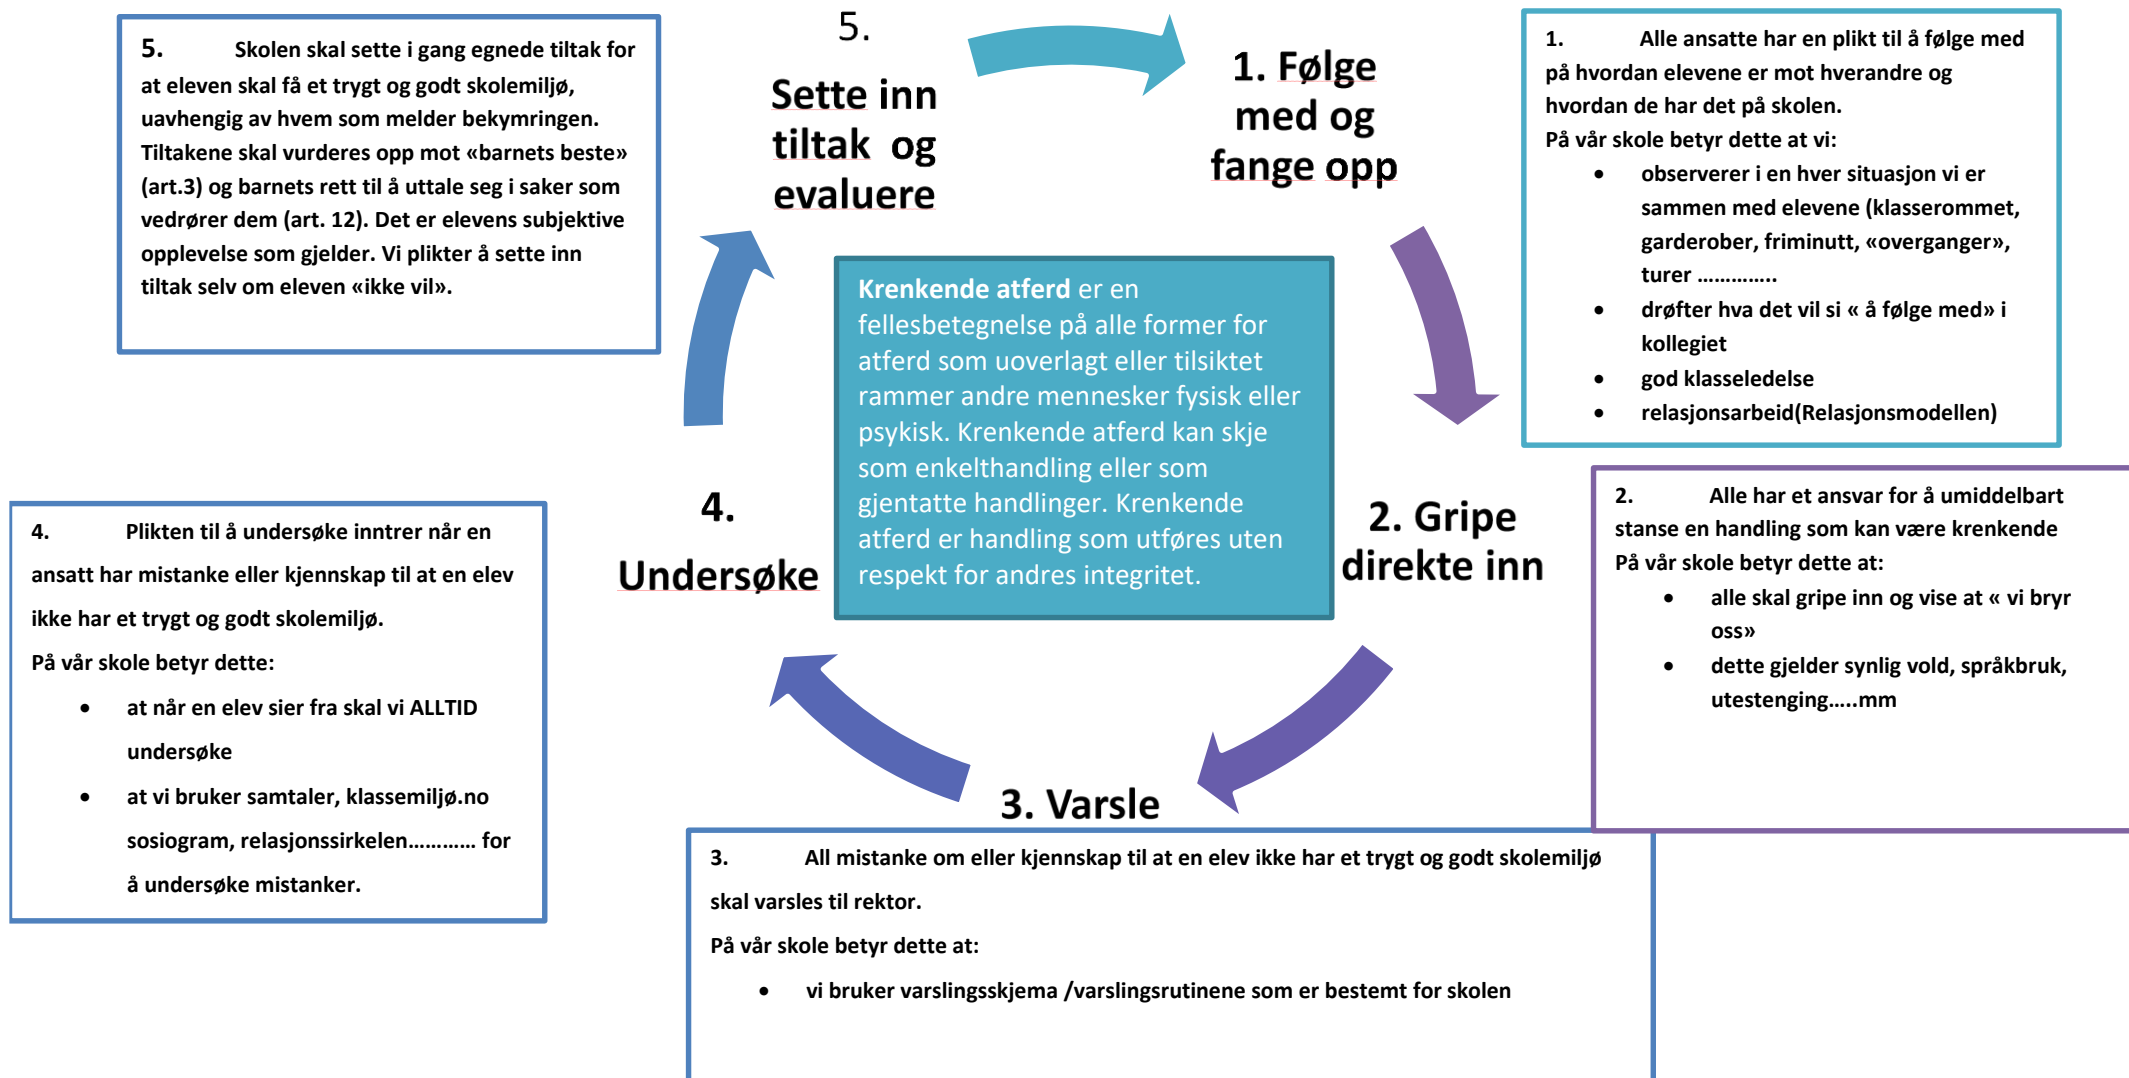 5. Skolen skal sette i gang egnede tiltak for
at eleven skal få et trygt og godt skolemiljø,
uavhengig av hvem som melder bekymringen.
Tiltakene skal vurderes opp mot «barnets beste»
(art.3) og barnets rett til å uttale seg i saker som
vedrører dem (art. 12). Det er elevens subjektive
opplevelse som gjelder. Vi plikter å sette inn
tiltak selv om eleven «ikke vil».
5.
Sette inn
tiltak og
evaluere
1. Følge
med og
fange opp
1. Alle ansatte har en plikt til å følge med
på hvordan elevene er mot hverandre og
hvordan de har det på skolen.
På vår skole betyr dette at vi:
• observerer i en hver situasjon vi er
sammen med elevene (klasserommet,
garderober, friminutt, «overganger»,
turer …………..
• drøfter hva det vil si « å følge med» i
kollegiet
• god klasseledelse
• relasjonsarbeid(Relasjonsmodellen)
Krenkende atferd er en
fellesbetegnelse på alle former for
atferd som uoverlagt eller tilsiktet
rammer andre mennesker fysisk eller
psykisk. Krenkende atferd kan skje
som enkelthandling eller som
gjentatte handlinger. Krenkende
atferd er handling som utføres uten
respekt for andres integritet.
2. Gripe
direkte inn
2. Alle har et ansvar for å umiddelbart
stanse en handling som kan være krenkende
På vår skole betyr dette at:
• alle skal gripe inn og vise at « vi bryr
oss»
• dette gjelder synlig vold, språkbruk,
utestenging…..mm
4.
Undersøke
4. Plikten til å undersøke inntrer når en
ansatt har mistanke eller kjennskap til at en elev
ikke har et trygt og godt skolemiljø.
På vår skole betyr dette:
• at når en elev sier fra skal vi ALLTID
undersøke
• at vi bruker samtaler, klassemiljø.no
sosiogram, relasjonssirkelen………… for
å undersøke mistanker.
3. Varsle
3. All mistanke om eller kjennskap til at en elev ikke har et trygt og godt skolemiljø
skal varsles til rektor.
På vår skole betyr dette at:
• vi bruker varslingsskjema /varslingsrutinene som er bestemt for skolen